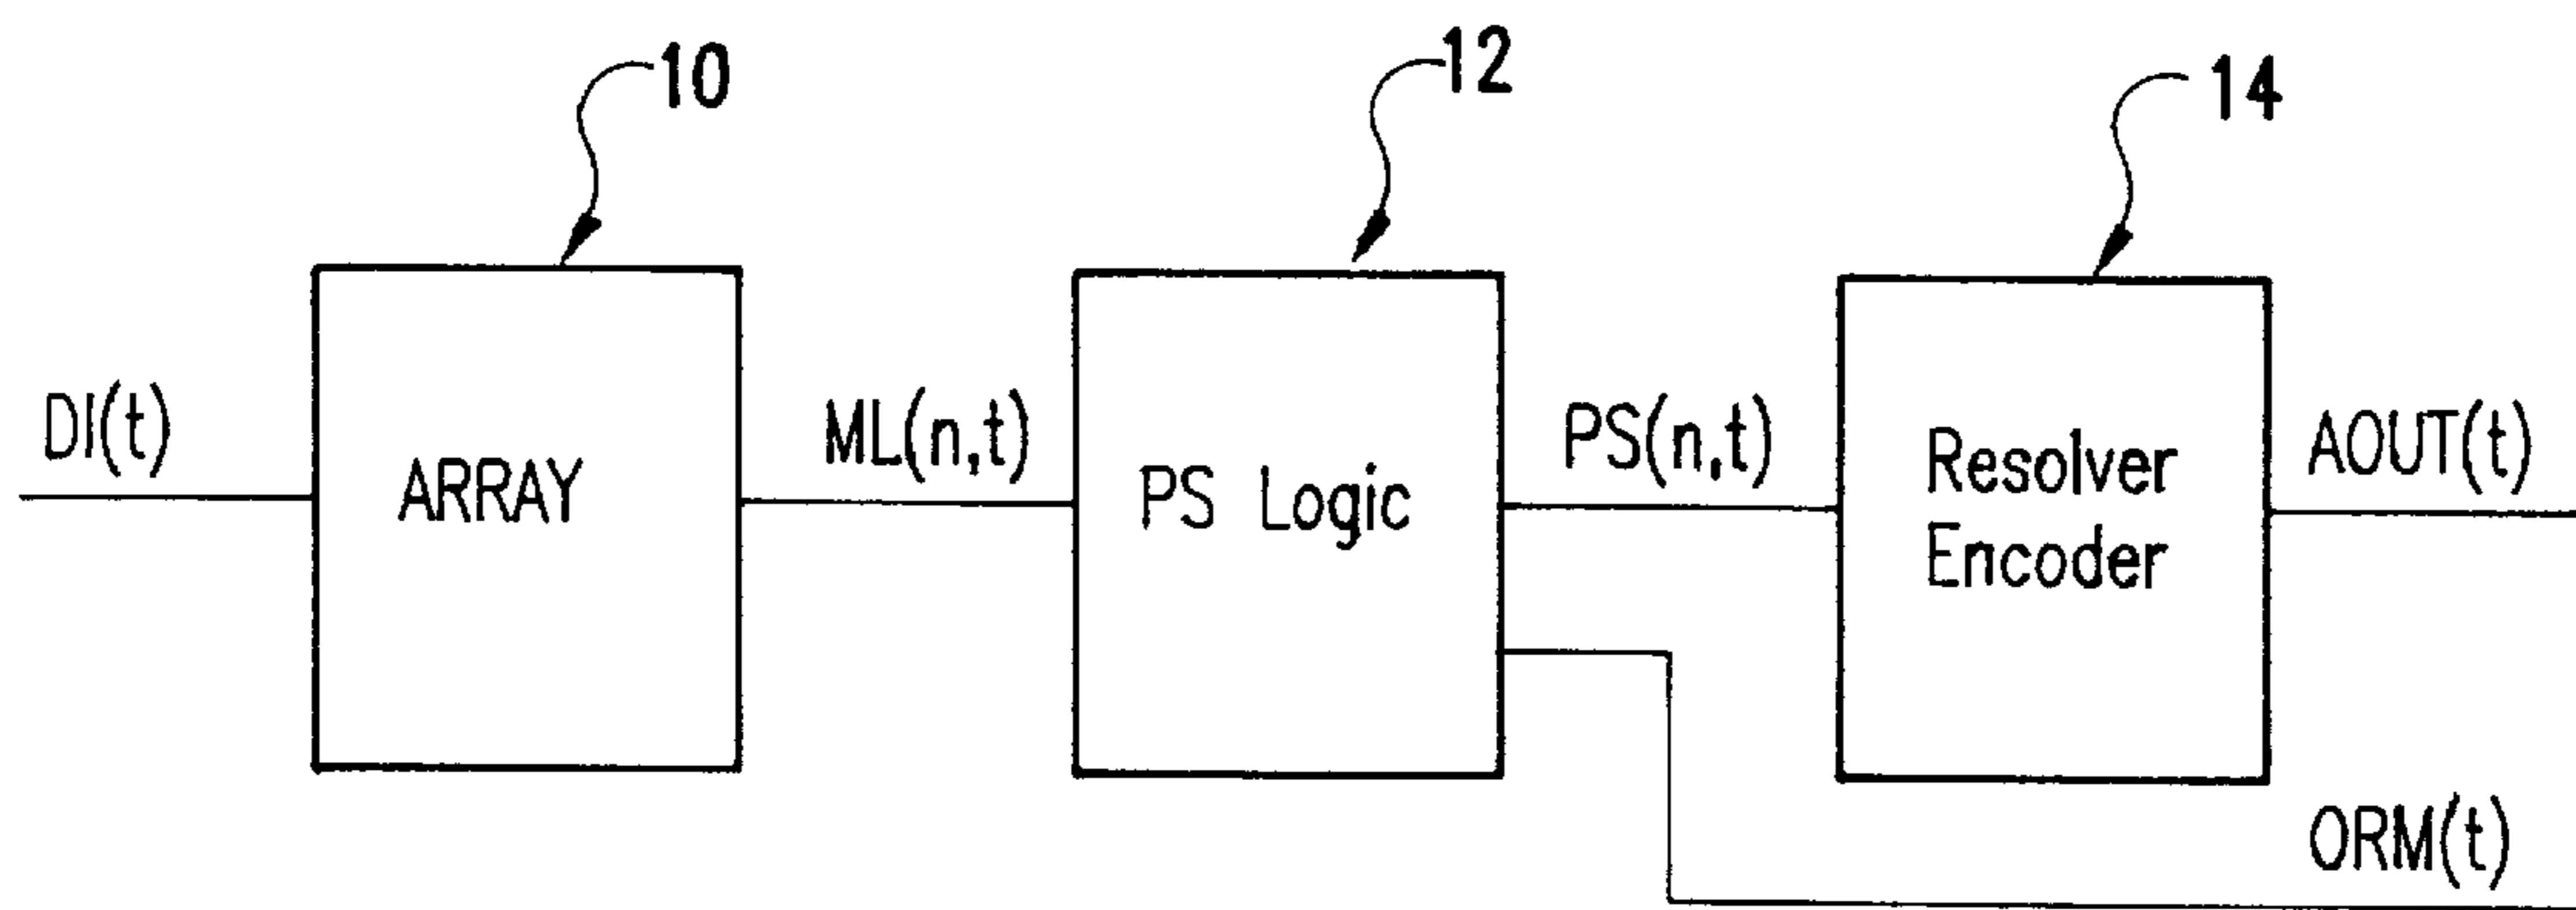 10
12
14
DI(t)
ARRAY
ML(n,t)
PS Logic
PS(n,t)
Resolver
Encoder
AOUT(t)
ORM(t)